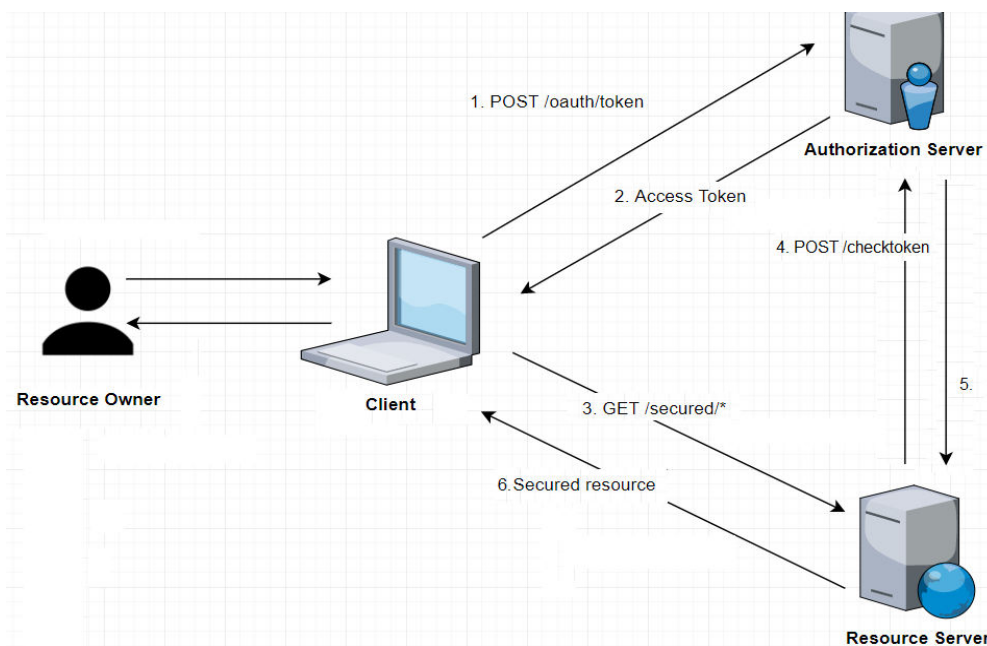 1. POST /oauth/token
Authorization Server
2. Access Token
4. POST /checktoken
Resource Owner
Client
3. GET /secured/*
5.
6.Secured resource
Resource Server